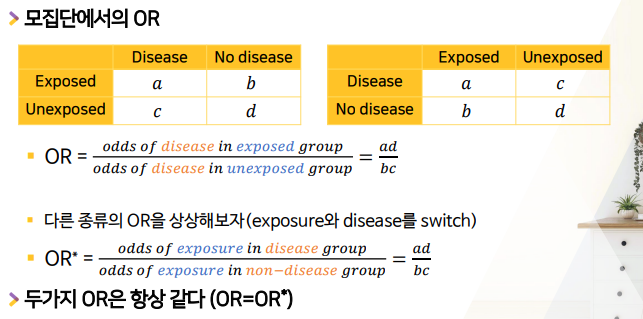 모집단에서의 OR
Disease No disease
Exposed a b
Unexposed c d
Exposed Unexposed
Disease a c
No disease b d
OR = odds of disease in exposed group / odds of disease in unexposed group = ad / bc
다른 종류의 OR을 상상해보자(exposure와 disease를 switch)
OR* = odds of exposure in disease group / odds of exposure in non−disease group = ad / bc
두가지 OR은 항상 같다 (OR=OR*)